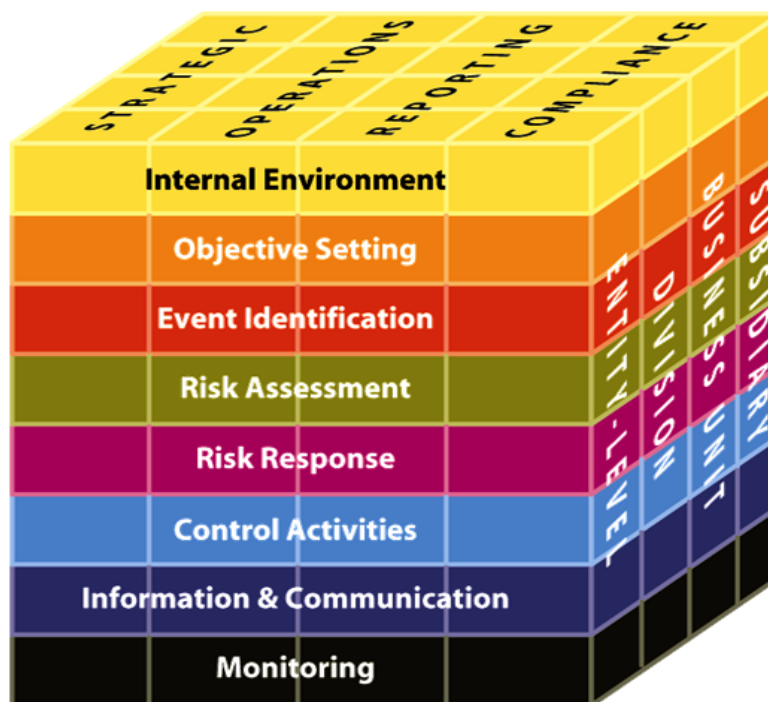 STRATEGIC
OPERATIONS
REPORTING
COMPLIANCE
Internal Environment
Objective Setting
Event Identification
Risk Assessment
Risk Response
Control Activities
Information & Communication
Monitoring
ENTITY-LEVEL
DIVISION
BUSINESS UNIT
SUBSIDIARY